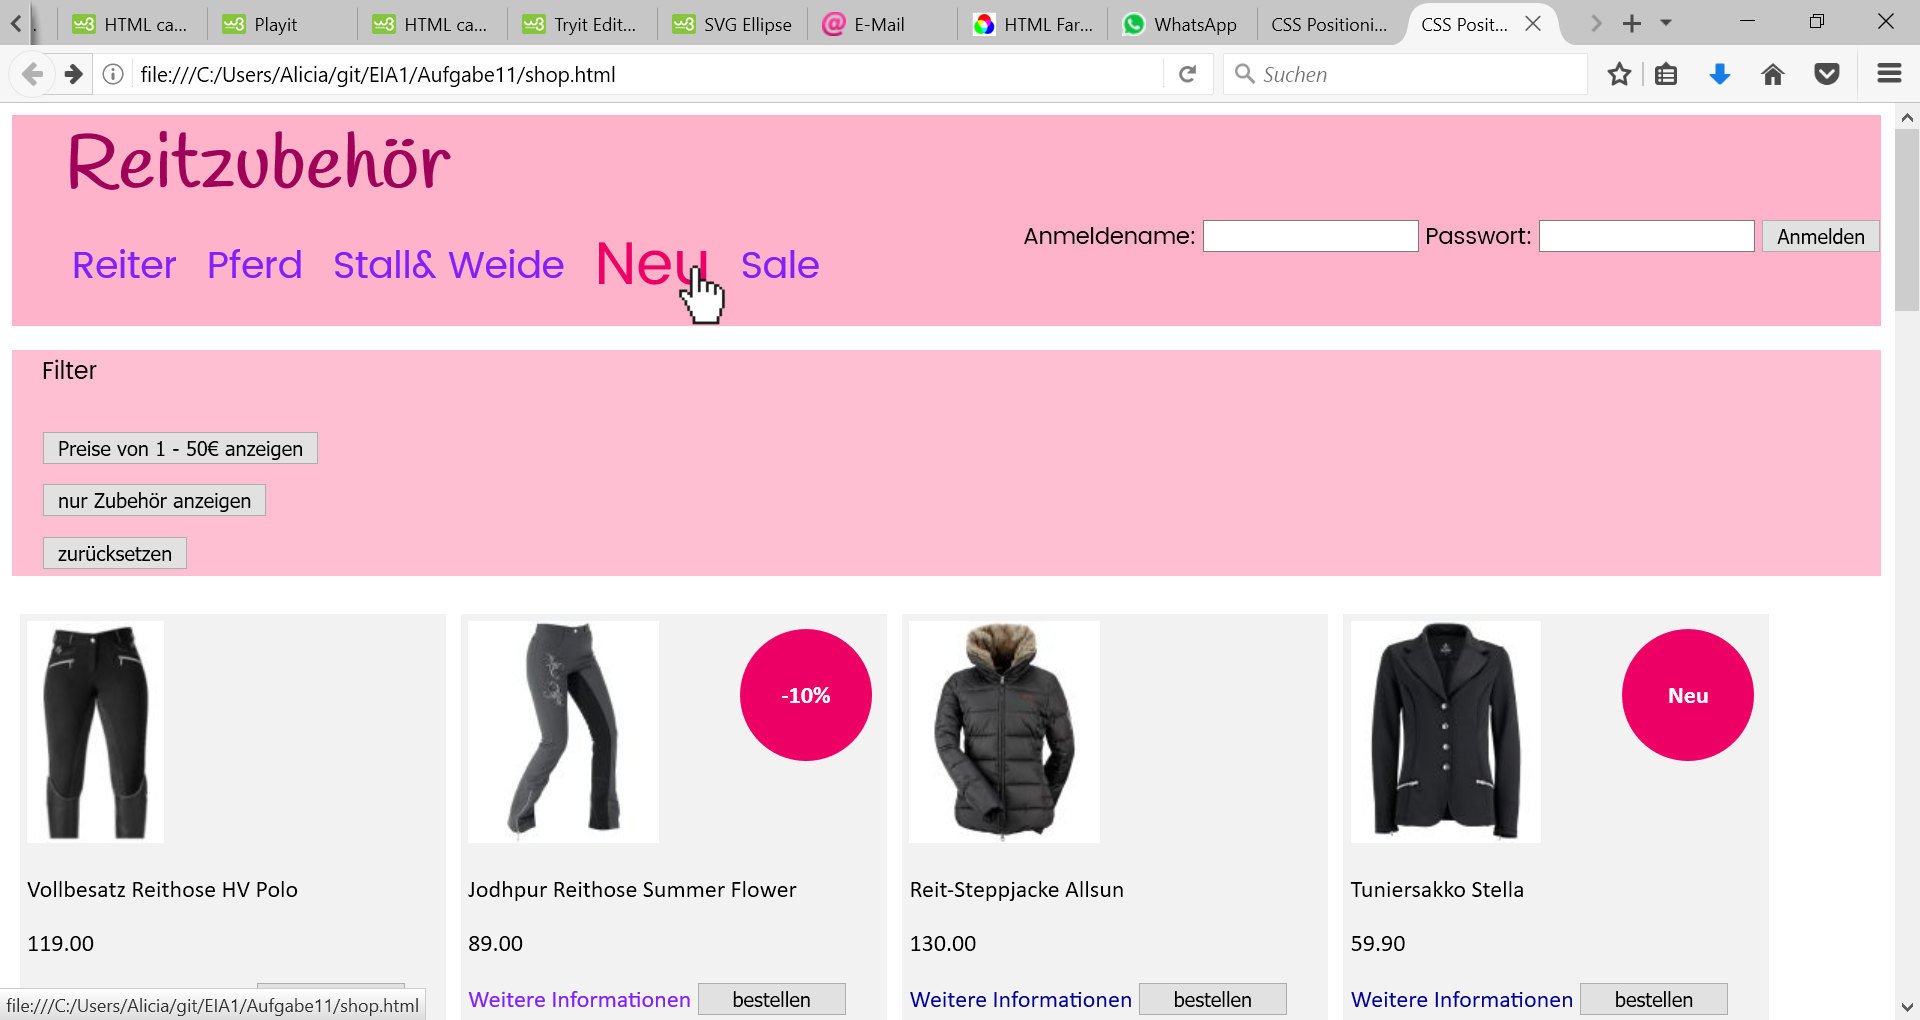 HTML ca...
Playit
HTML ca...
Tryit Edit...
SVG Ellipse
E-Mail
HTML Far...
WhatsApp
CSS Positioni...
CSS Posit...
file:///C:/Users/Alicia/git/EIA1/Aufgabe11/shop.html
Suchen
Reitzubehör
Anmeldename:
Passwort:
Anmelden
Reiter Pferd Stall& Weide Neu Sale
Filter
Preise von 1 - 50€ anzeigen
nur Zubehör anzeigen
zurücksetzen
-10%
Neu
Vollbesatz Reithose HV Polo
Jodhpur Reithose Summer Flower
Reit-Steppjacke Allsun
Tuniersakko Stella
119.00
89.00
130.00
59.90
Weitere Informationen bestellen
Weitere Informationen bestellen
Weitere Informationen bestellen
file:///C:/Users/Alicia/git/EIA1/Aufgabe11/shop.html